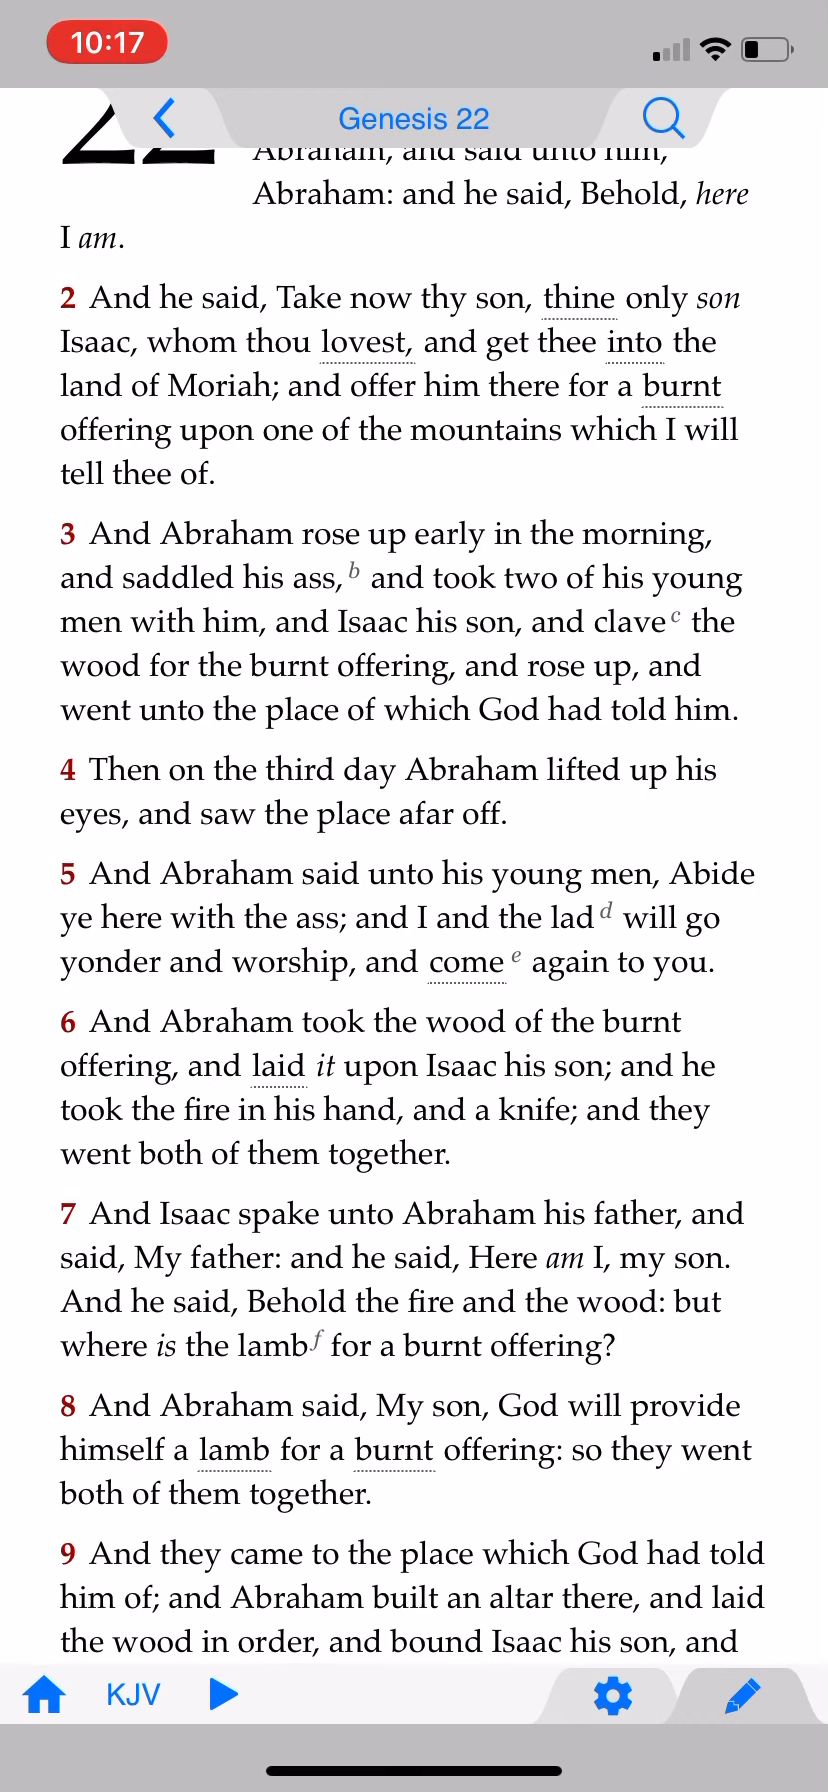 10:17
Genesis 22
22
Abraham, and said unto him,
Abraham: and he said, Behold, here
I am.
2 And he said, Take now thy son, thine only son
Isaac, whom thou lovest, and get thee into the
land of Moriah; and offer him there for a burnt
offering upon one of the mountains which I will
tell thee of.
3 And Abraham rose up early in the morning,
and saddled his ass, b and took two of his young
men with him, and Isaac his son, and clave c the
wood for the burnt offering, and rose up, and
went unto the place of which God had told him.
4 Then on the third day Abraham lifted up his
eyes, and saw the place afar off.
5 And Abraham said unto his young men, Abide
ye here with the ass; and I and the lad d will go
yonder and worship, and come e again to you.
6 And Abraham took the wood of the burnt
offering, and laid it upon Isaac his son; and he
took the fire in his hand, and a knife; and they
went both of them together.
7 And Isaac spake unto Abraham his father, and
said, My father: and he said, Here am I, my son.
And he said, Behold the fire and the wood: but
where is the lamb f for a burnt offering?
8 And Abraham said, My son, God will provide
himself a lamb for a burnt offering: so they went
both of them together.
9 And they came to the place which God had told
him of; and Abraham built an altar there, and laid
the wood in order, and bound Isaac his son, and
KJV